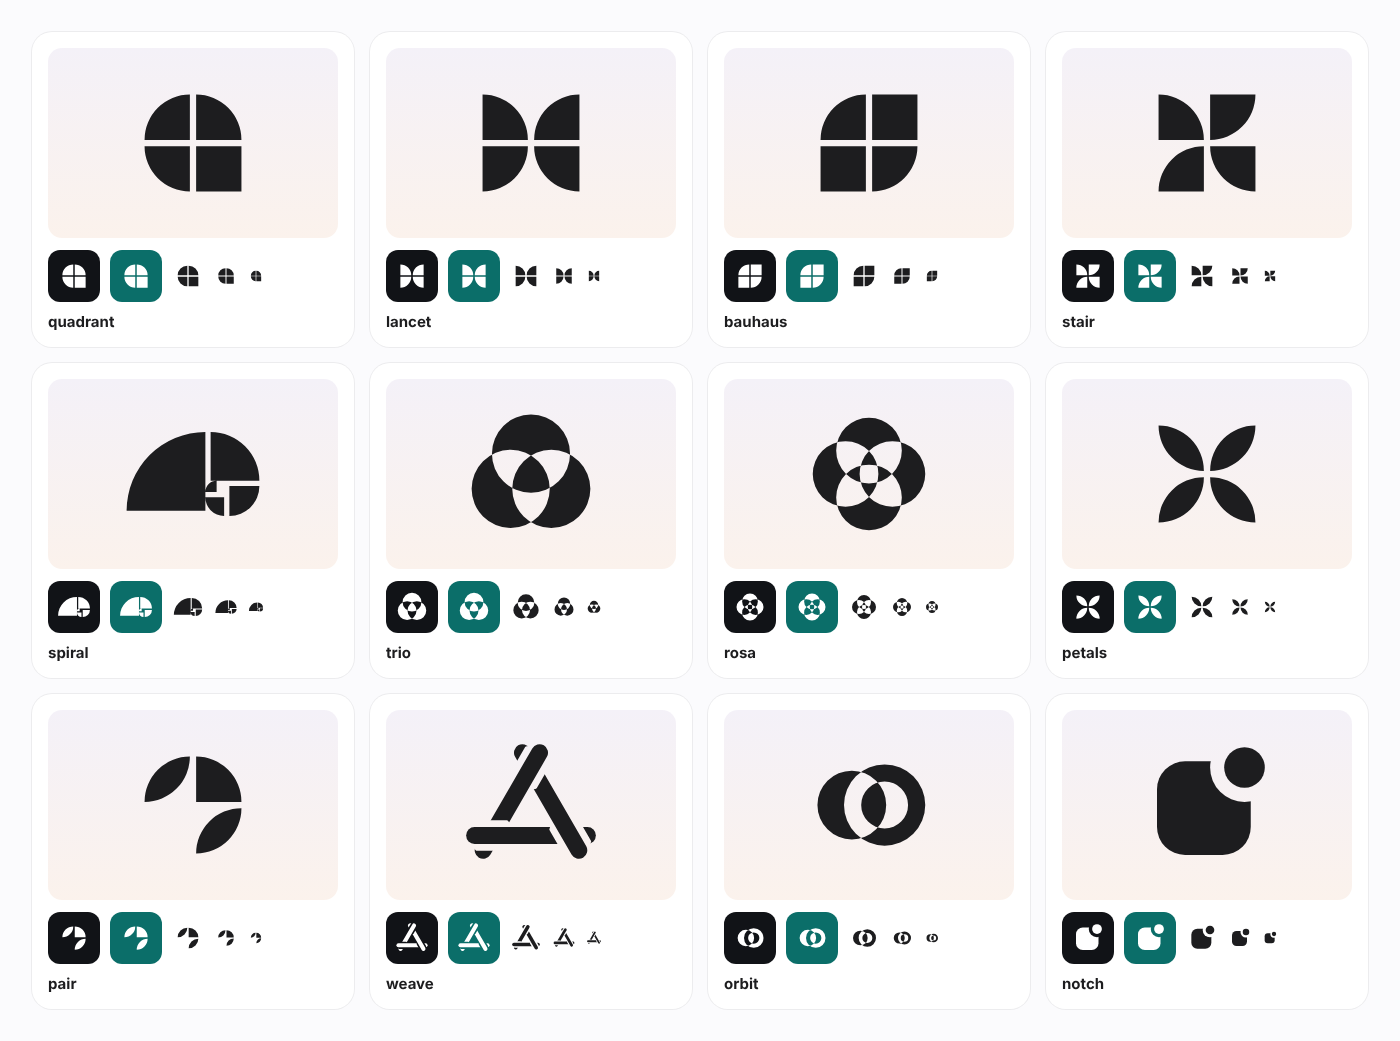 quadrant
lancet
bauhaus
stair
spiral
trio
rosa
petals
pair
weave
orbit
notch